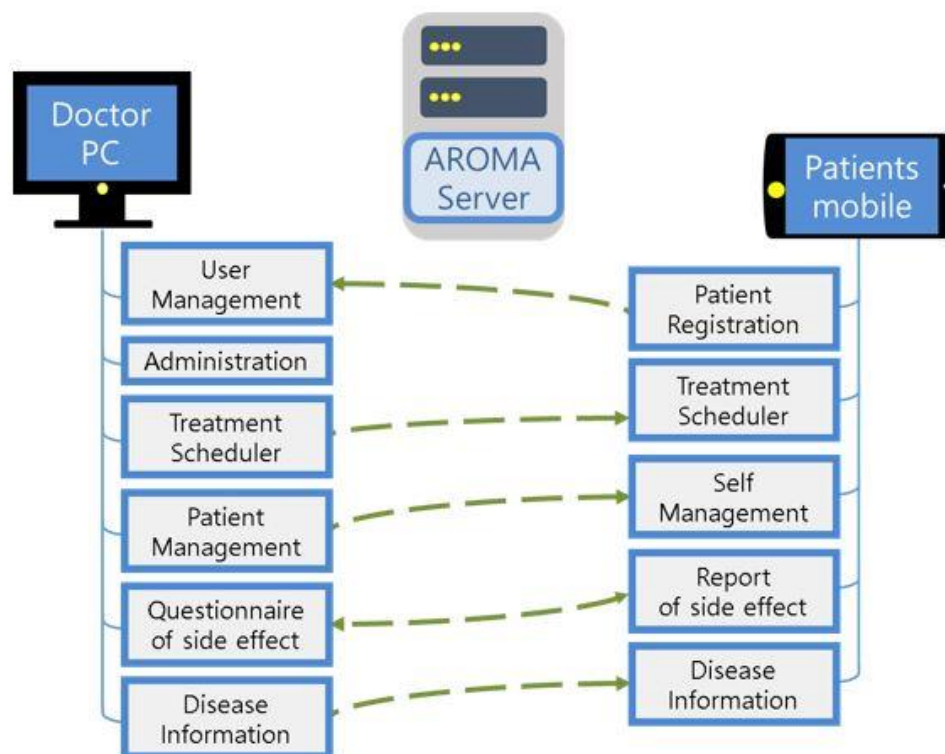 Doctor
PC
AROMA
Server
Patients
mobile
User
Management
Administration
Treatment
Scheduler
Patient
Management
Questionnaire
of side effect
Disease
Information
Patient
Registration
Treatment
Scheduler
Self
Management
Report
of side effect
Disease
Information